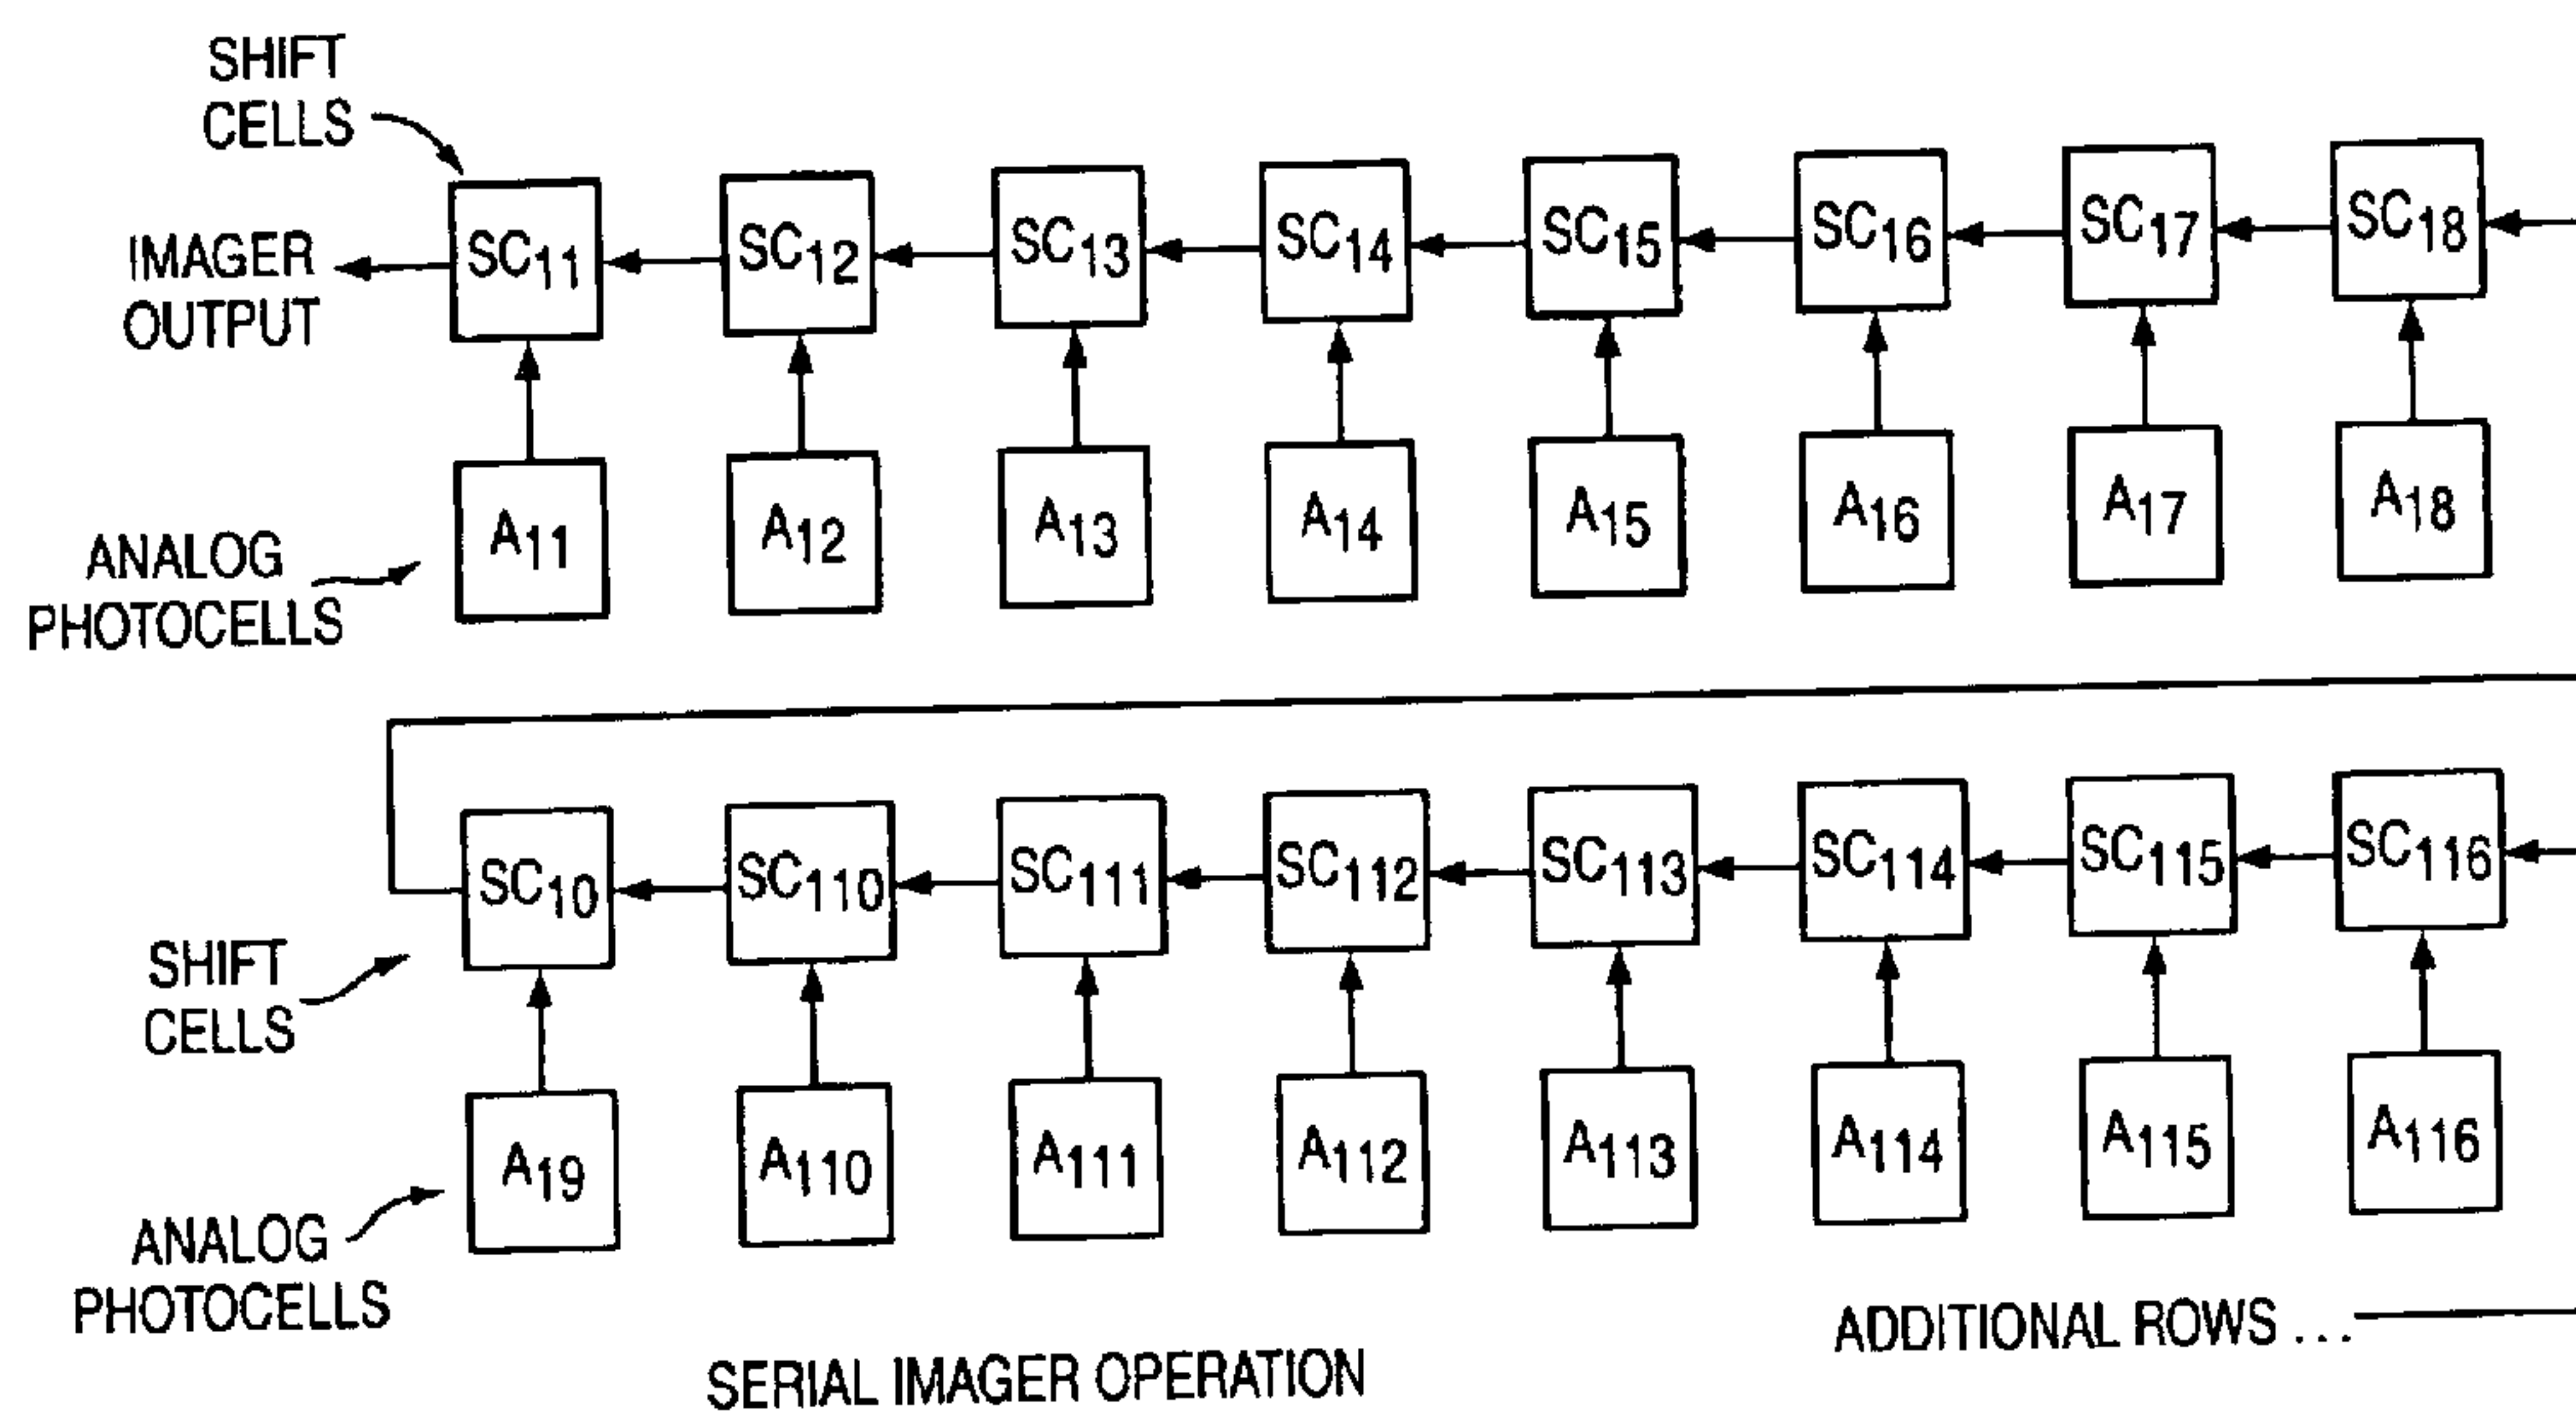 SHIFT
CELLS
IMAGER
OUTPUT
SC11 SC12 SC13 SC14 SC15 SC16 SC17 SC18
A11 A12 A13 A14 A15 A16 A17 A18
ANALOG
PHOTOCELLS
SC10 SC110 SC111 SC112 SC113 SC114 SC115 SC116
SHIFT
CELLS
A19 A110 A111 A112 A113 A114 A115 A116
ANALOG
PHOTOCELLS
ADDITIONAL ROWS ...
SERIAL IMAGER OPERATION